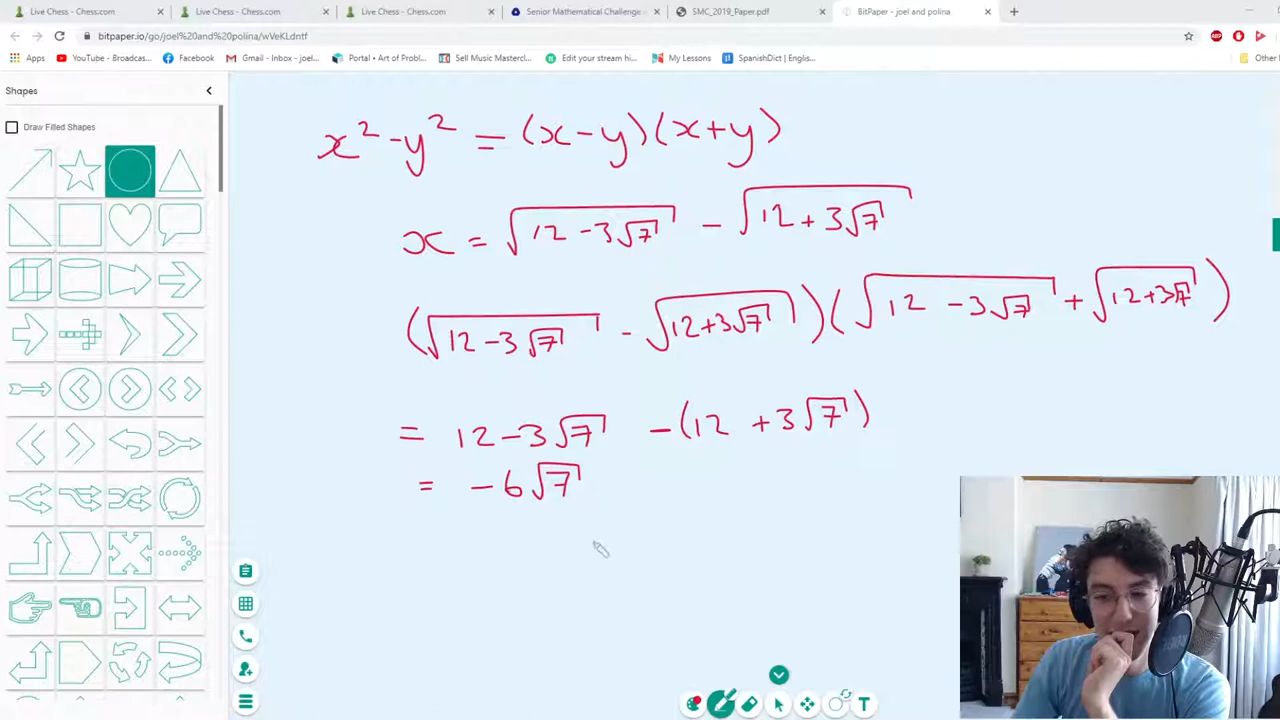 Live Chess - Chess.com
Live Chess - Chess.com
Live Chess - Chess.com
Senior Mathematical Challenge
SMC_2019_Paper.pdf
BitPaper - joel and polina
bitpaper.io/go/joel%20and%20polina/wVeKLdntf
Apps
YouTube - Broadcas...
Facebook
Gmail - Inbox - joel...
Portal • Art of Probl...
Sell Music Mastercl...
Edit your stream hi...
My Lessons
SpanishDict | Englis...
Other
Shapes
Draw Filled Shapes
x² - y² = (x - y)(x + y)
x = √(12 - 3√7) - √(12 + 3√7)
(√(12 - 3√7) - √(12 + 3√7))(√(12 - 3√7) + √(12 + 3√7))
= 12 - 3√7 - (12 + 3√7)
= -6√7
T